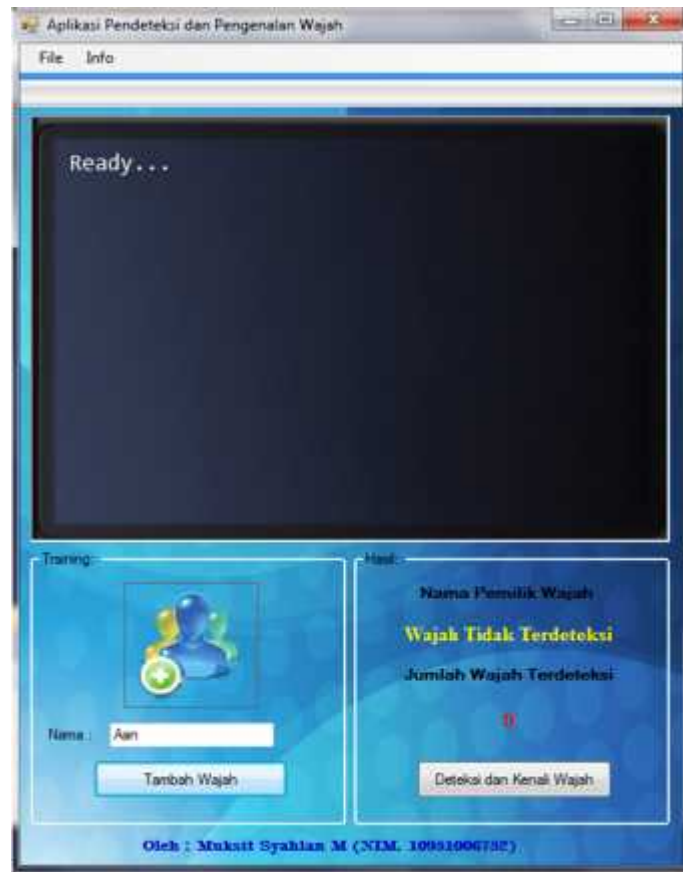 Aplikasi Pendeteksi dan Pengenalan Wajah
File Info
Ready...
Training:
Nama : Aan
Tambah Wajah
Hasil:
Nama Pemilik Wajah
Wajah Tidak Terdeteksi
Jumlah Wajah Terdeteksi
0
Deteksi dan Kenali Wajah
Oleh : Muksit Syahlan M (NIM.